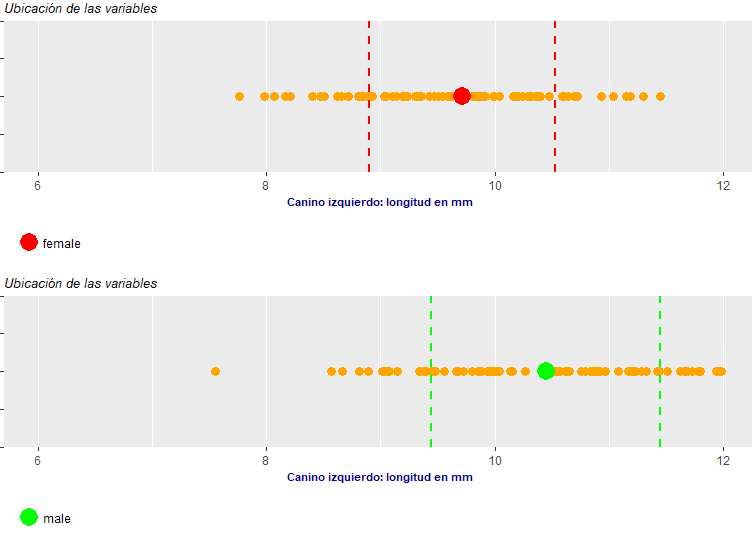 Ubicación de las variables
6 8 10 12
Canino izquierdo: longitud en mm
female
Ubicación de las variables
6 8 10 12
Canino izquierdo: longitud en mm
male